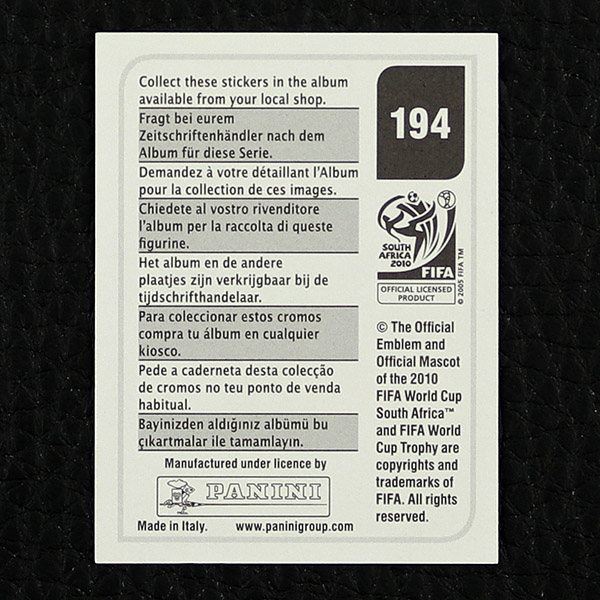 Collect these stickers in the album
available from your local shop.
Fragt bei eurem
Zeitschriftenhändler nach dem
Album für diese Serie.
Demandez à votre détaillant l'Album
pour la collection de ces images.
Chiedete al vostro rivenditore
l'album per la raccolta di queste
figurine.
Het album en de andere
plaatjes zijn verkrijgbaar bij de
tijdschrifthandelaar.
Para coleccionar estos cromos
compra tu álbum en cualquier
kiosco.
Pede a caderneta desta colecção
de cromos no teu ponto de venda
habitual.
Bayinizden aldığınız albümü bu
çıkartmalar ile tamamlayın.
Manufactured under licence by
PANINI
Made in Italy. www.paninigroup.com
194
SOUTH
AFRICA
2010
FIFA
OFFICIAL LICENSED
PRODUCT
© 2005 FIFA TM
© The Official
Emblem and
Official Mascot
of the 2010
FIFA World Cup
South Africa™
and FIFA World
Cup Trophy are
copyrights and
trademarks of
FIFA. All rights
reserved.